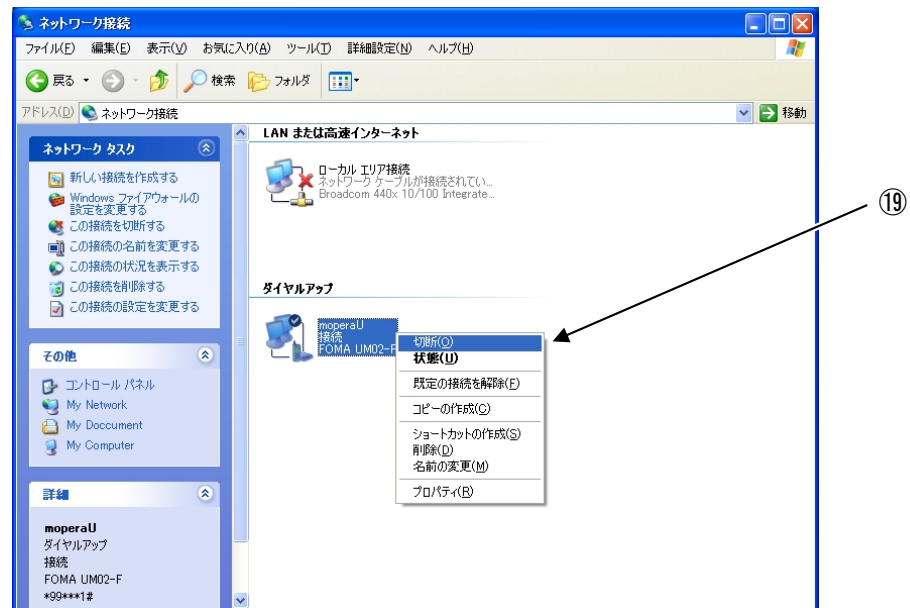 ネットワーク接続
ファイル(F) 編集(E) 表示(V) お気に入り(A) ツール(T) 詳細設定(N) ヘルプ(H)
戻る 検索 フォルダ
アドレス(D) ネットワーク接続 移動
ネットワーク タスク
新しい接続を作成する
Windows ファイアウォールの
設定を変更する
この接続を切断する
この接続の名前を変更する
この接続の状況を表示する
この接続を削除する
この接続の設定を変更する
その他
コントロール パネル
My Network
My Doccument
My Computer
詳細
moperaU
ダイヤルアップ
接続
FOMA UM02-F
*99***1#
LAN または高速インターネット
ローカル エリア接続
ネットワーク ケーブルが接続されてい...
Broadcom 440x 10/100 Integrate...
ダイヤルアップ
moperaU
接続
FOMA UM02-F
切断(O)
状態(U)
既定の接続を解除(F)
コピーの作成(C)
ショートカットの作成(S)
削除(D)
名前の変更(M)
プロパティ(R)
⑲